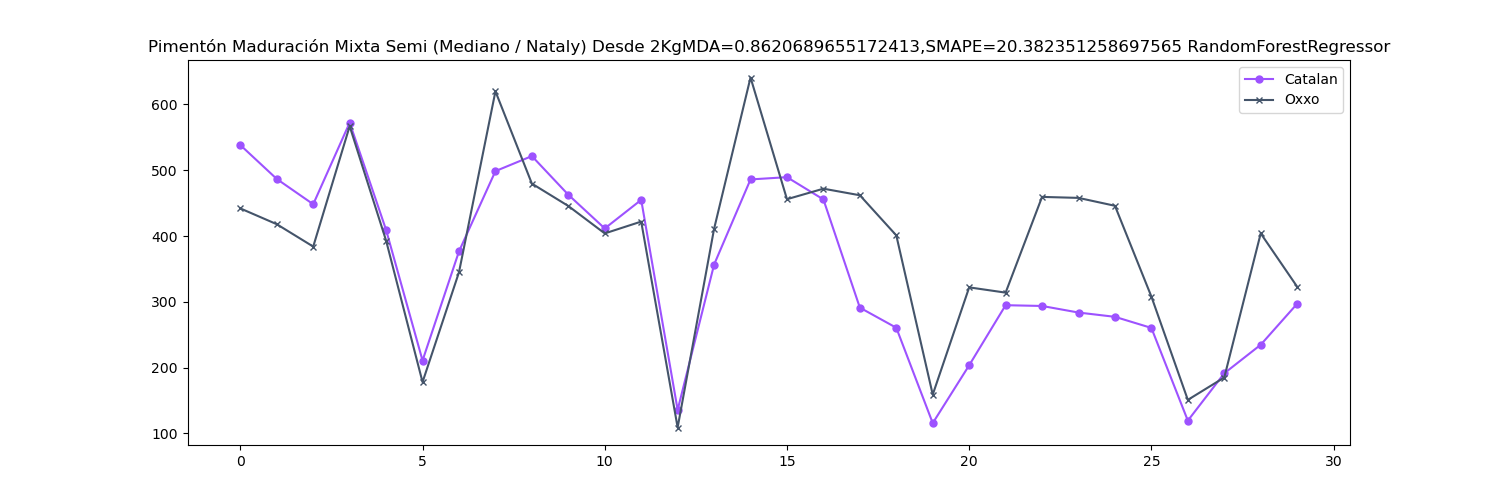 Pimentón Maduración Mixta Semi (Mediano / Nataly) Desde 2KgMDA=0.8620689655172413,SMAPE=20.382351258697565 RandomForestRegressor
Catalan
Oxxo
600
500
400
300
200
100
0 5 10 15 20 25 30